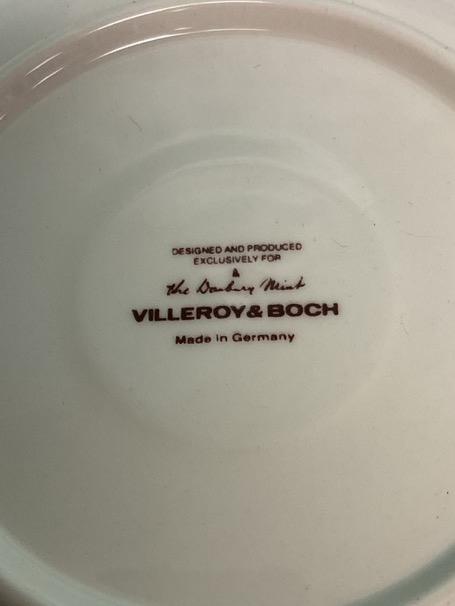 DESIGNED AND PRODUCED
EXCLUSIVELY FOR
the Danbury Mint
VILLEROY & BOCH
Made in Germany